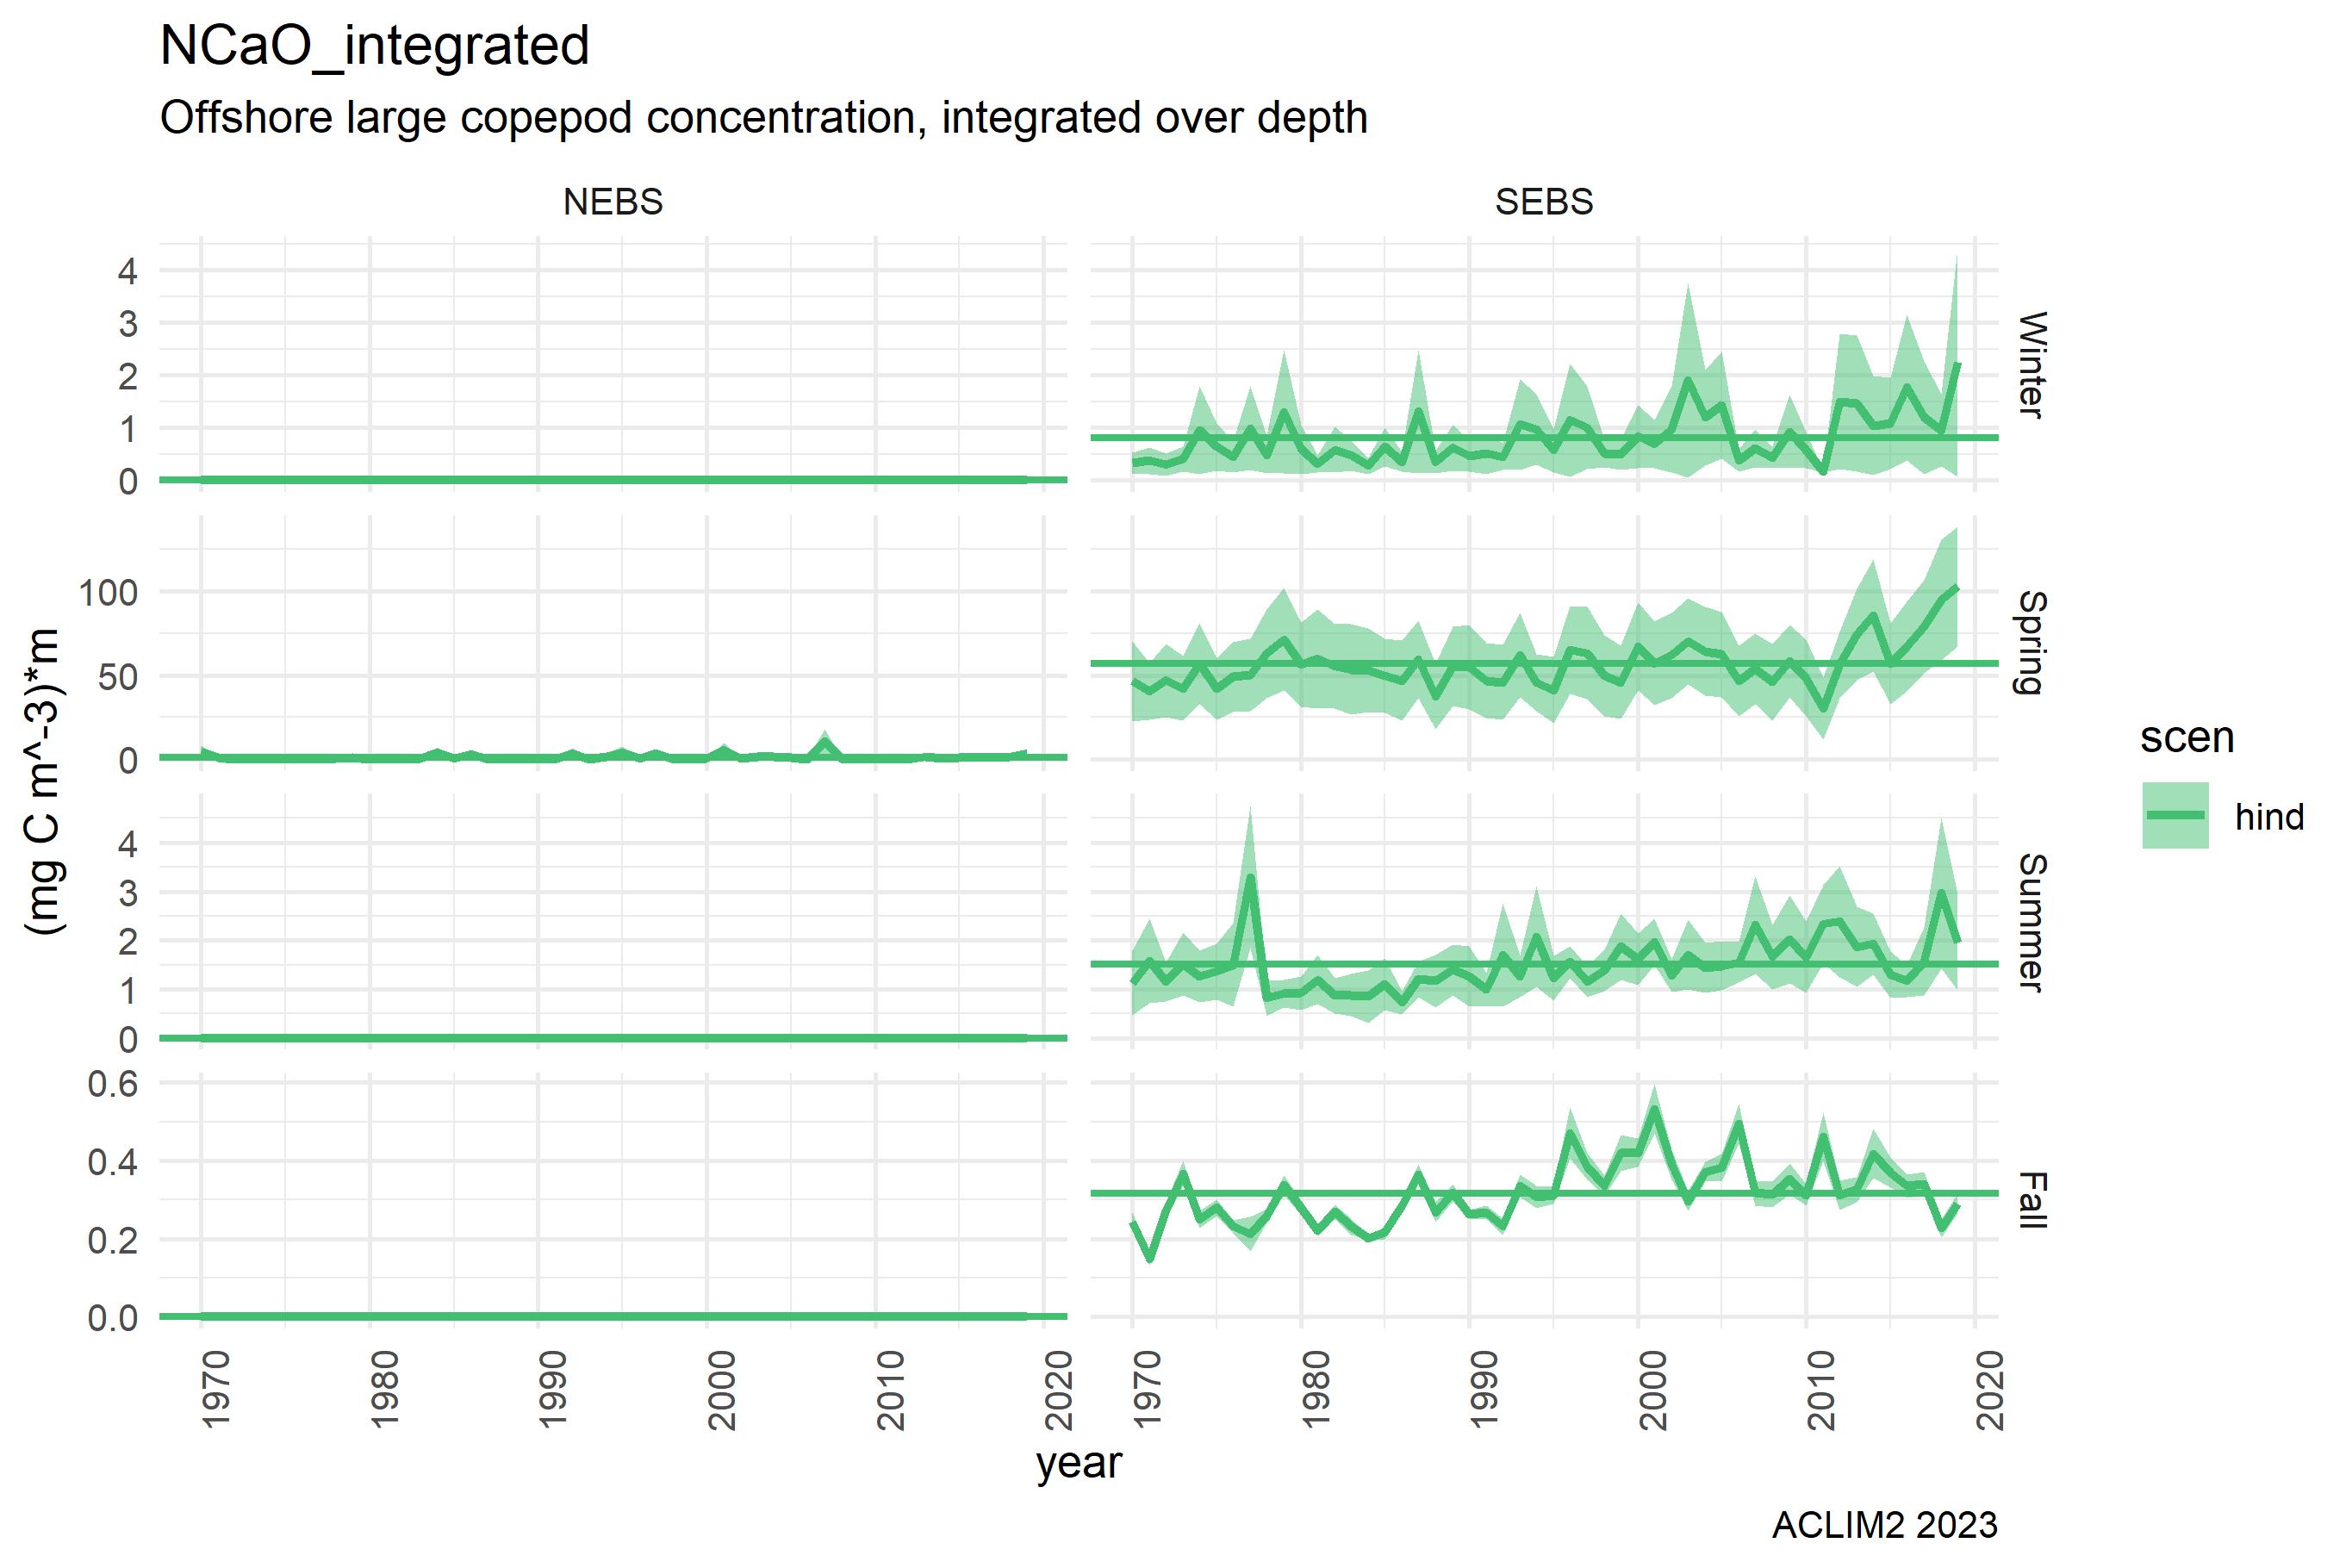 NCaO_integrated
Offshore large copepod concentration, integrated over depth
NEBS
SEBS
4
3
2
1
0
Winter
100
50
0
Spring
4
3
2
1
0
Summer
0.6
0.4
0.2
0.0
Fall
(mg C m^-3)*m
1970
1980
1990
2000
2010
2020
1970
1980
1990
2000
2010
2020
year
scen
hind
ACLIM2 2023